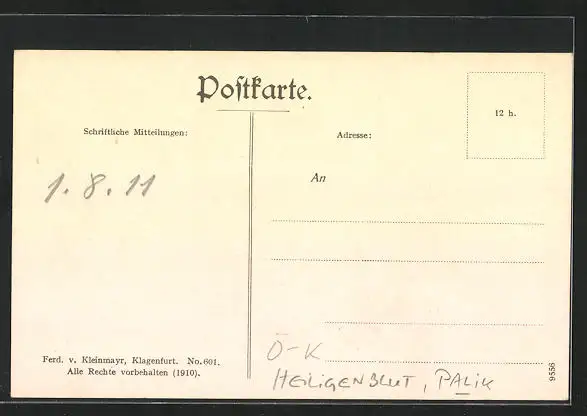 Postkarte.
12 h.
Schriftliche Mitteilungen:
Adresse:
An
1.8.11
Ferd. v. Kleinmayr, Klagenfurt. No. 601.
Alle Rechte vorbehalten (1910).
Ö-K
HEILIGENBLUT, PALIK
9556